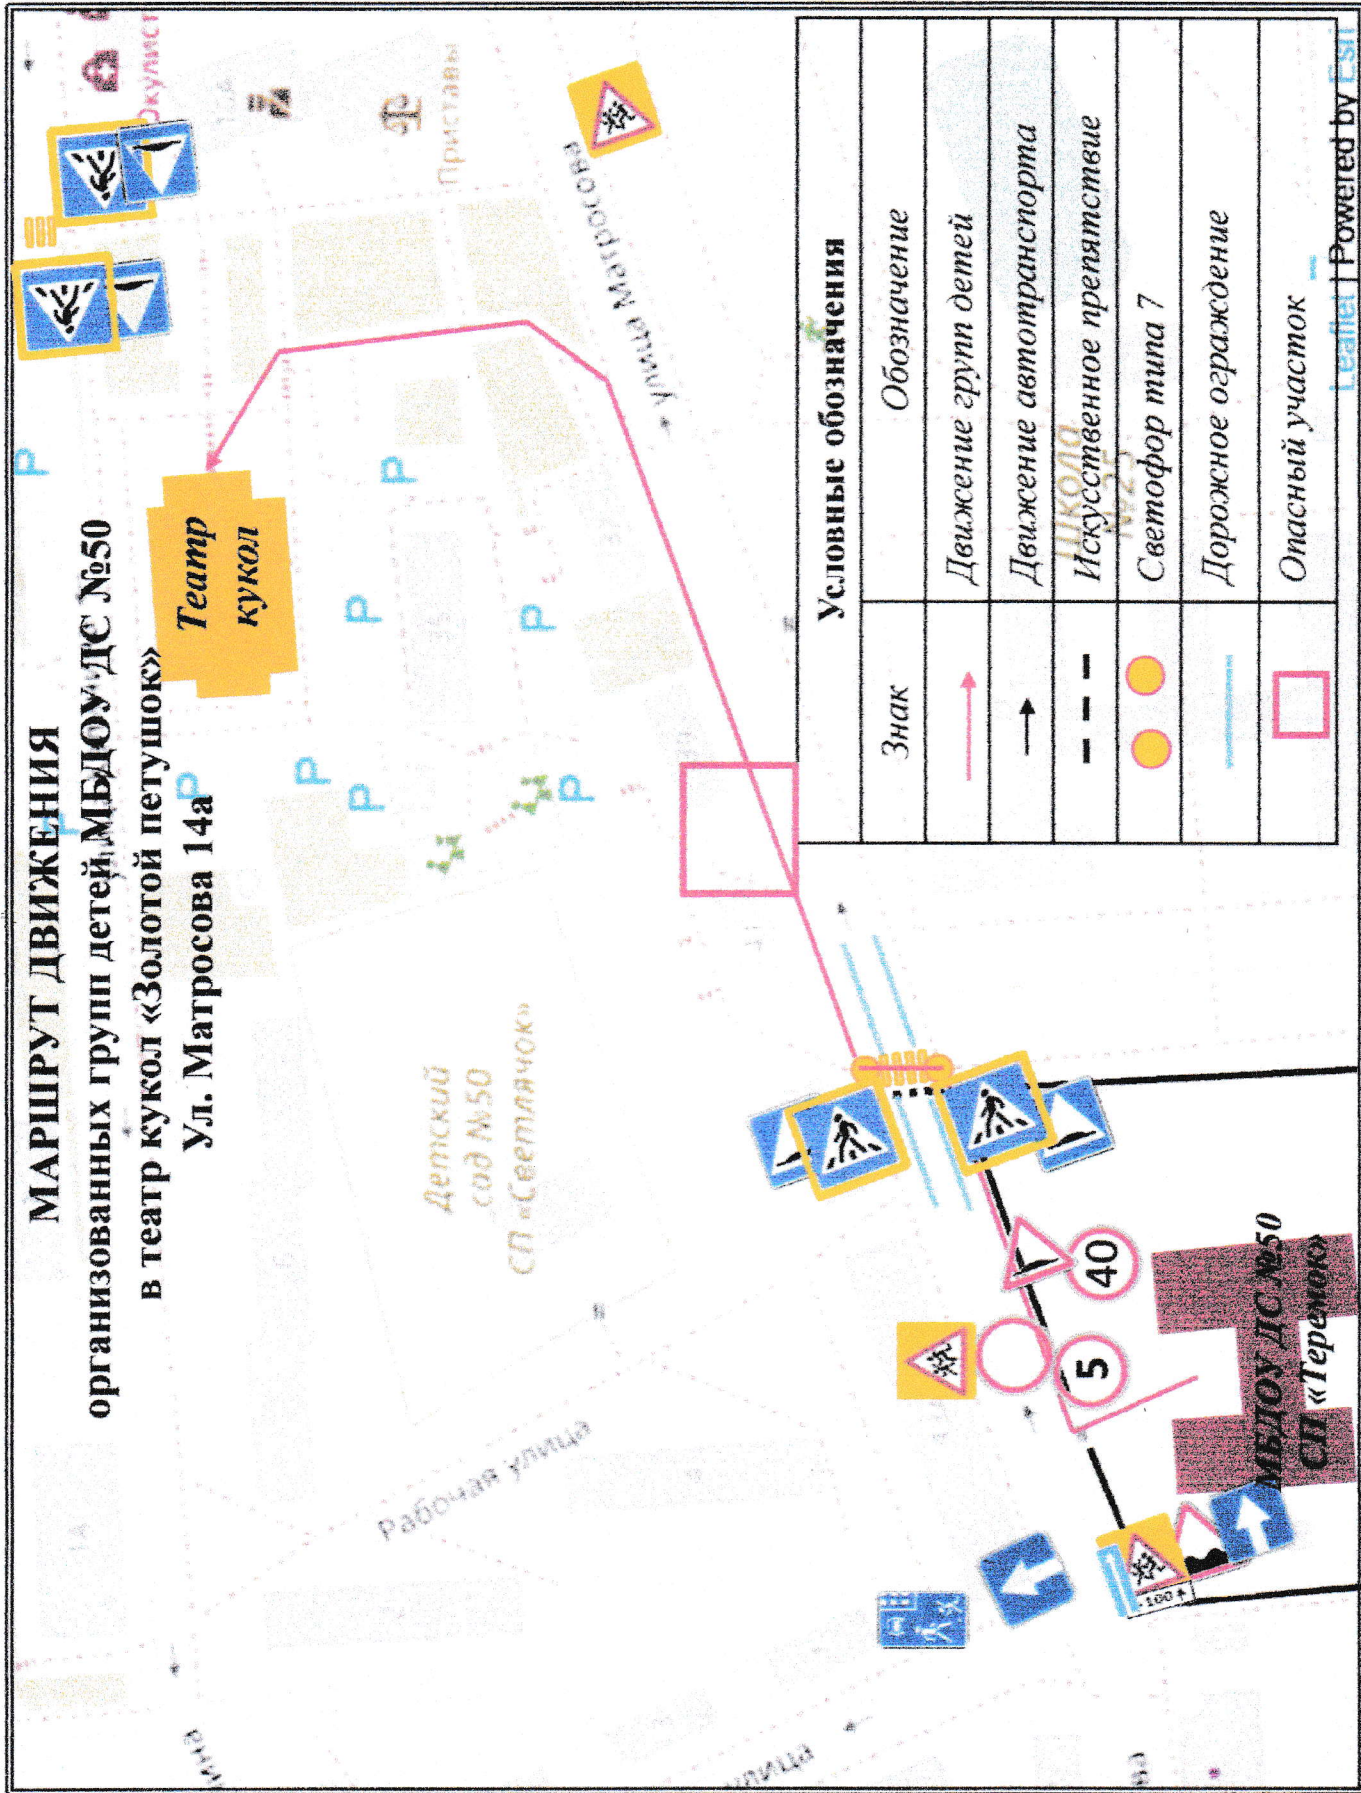 МАРШРУТ ДВИЖЕНИЯ
организованных групп детей МБДОУ ДС №50
в театр кукол «Золотой петушок»
Ул. Матросова 14а
Окулист
Приставы
P
P
P
P
P
P
P
P
Театр
кукол
улица Матросова
Детский
сад №50
СП «Светлячок»
Рабочая улица
40
5
100
МБДОУ ДС №50
СП «Теремок»
Школа
№25
Условные обозначения
Знак Обозначение
Движение групп детей
Движение автотранспорта
Искусственное препятствие
Светофор типа 7
Дорожное ограждение
Опасный участок
Leaflet | Powered by Esri